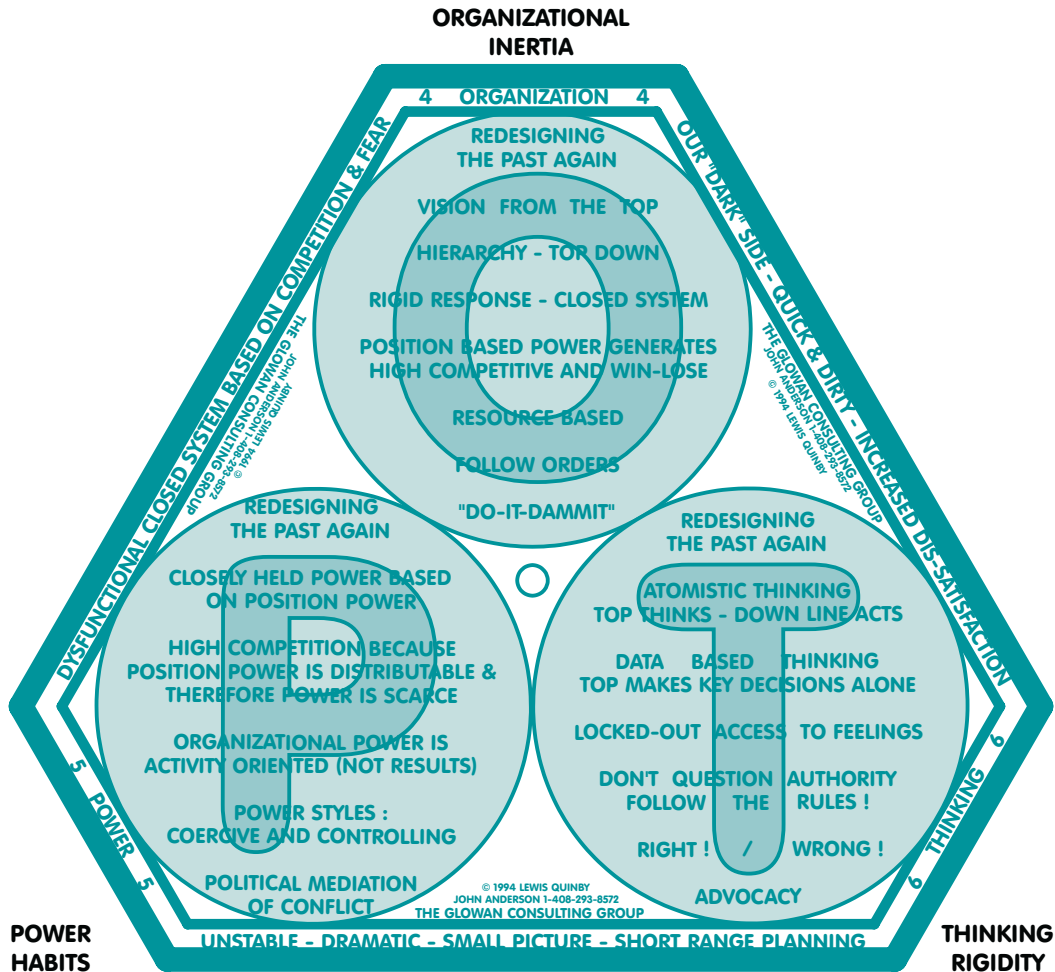 ORGANIZATIONAL
INERTIA
4 ORGANIZATION 4
DYSFUNCTIONAL CLOSED SYSTEM BASED ON COMPETITION & FEAR
OUR "DARK" SIDE - QUICK & DIRTY - INCREASED DIS-SATISFACTION
REDESIGNING
THE PAST AGAIN
VISION FROM THE TOP
HIERARCHY - TOP DOWN
RIGID RESPONSE - CLOSED SYSTEM
POSITION BASED POWER GENERATES
HIGH COMPETITIVE AND WIN-LOSE
RESOURCE BASED
FOLLOW ORDERS
"DO-IT-DAMMIT"
O
THE GLOWAN CONSULTING GROUP
JOHN ANDERSON 1-408-293-8572
© 1994 LEWIS QUINBY
THE GLOWAN CONSULTING GROUP
JOHN ANDERSON 1-408-293-8572
© 1994 LEWIS QUINBY
REDESIGNING
THE PAST AGAIN
CLOSELY HELD POWER BASED
ON POSITION POWER
HIGH COMPETITION BECAUSE
POSITION POWER IS DISTRIBUTABLE &
THEREFORE POWER IS SCARCE
ORGANIZATIONAL POWER IS
ACTIVITY ORIENTED (NOT RESULTS)
POWER STYLES :
COERCIVE AND CONTROLLING
POLITICAL MEDIATION
OF CONFLICT
P
REDESIGNING
THE PAST AGAIN
ATOMISTIC THINKING
TOP THINKS - DOWN LINE ACTS
DATA BASED THINKING
TOP MAKES KEY DECISIONS ALONE
LOCKED-OUT ACCESS TO FEELINGS
DON'T QUESTION AUTHORITY
FOLLOW THE RULES !
RIGHT ! / WRONG !
ADVOCACY
T
5 POWER 5
6 THINKING 6
© 1994 LEWIS QUINBY
JOHN ANDERSON 1-408-293-8572
THE GLOWAN CONSULTING GROUP
UNSTABLE - DRAMATIC - SMALL PICTURE - SHORT RANGE PLANNING
POWER
HABITS
THINKING
RIGIDITY